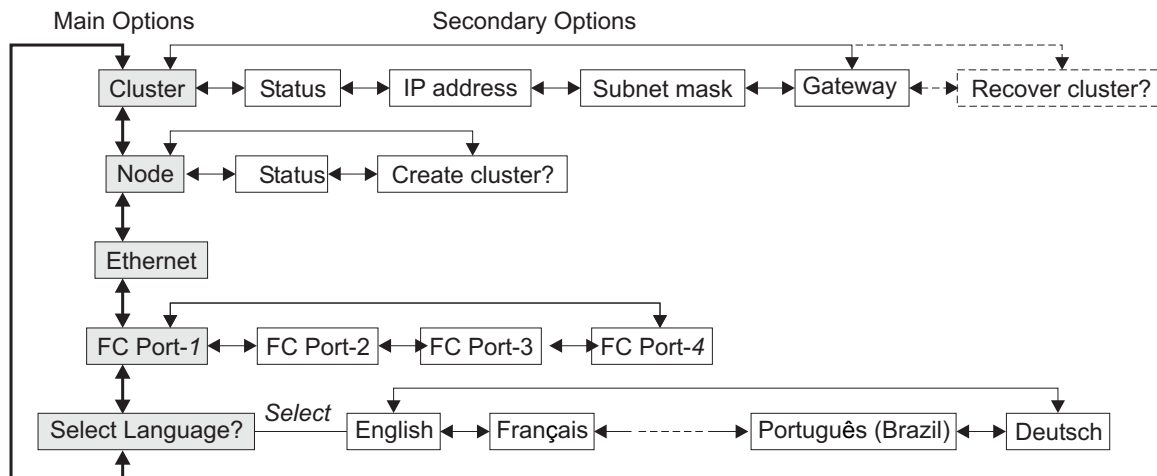 Main Options Secondary Options
Cluster Status IP address Subnet mask Gateway Recover cluster?
Node Status Create cluster?
Ethernet
FC Port-1 FC Port-2 FC Port-3 FC Port-4
Select Language? Select English Français Português (Brazil) Deutsch